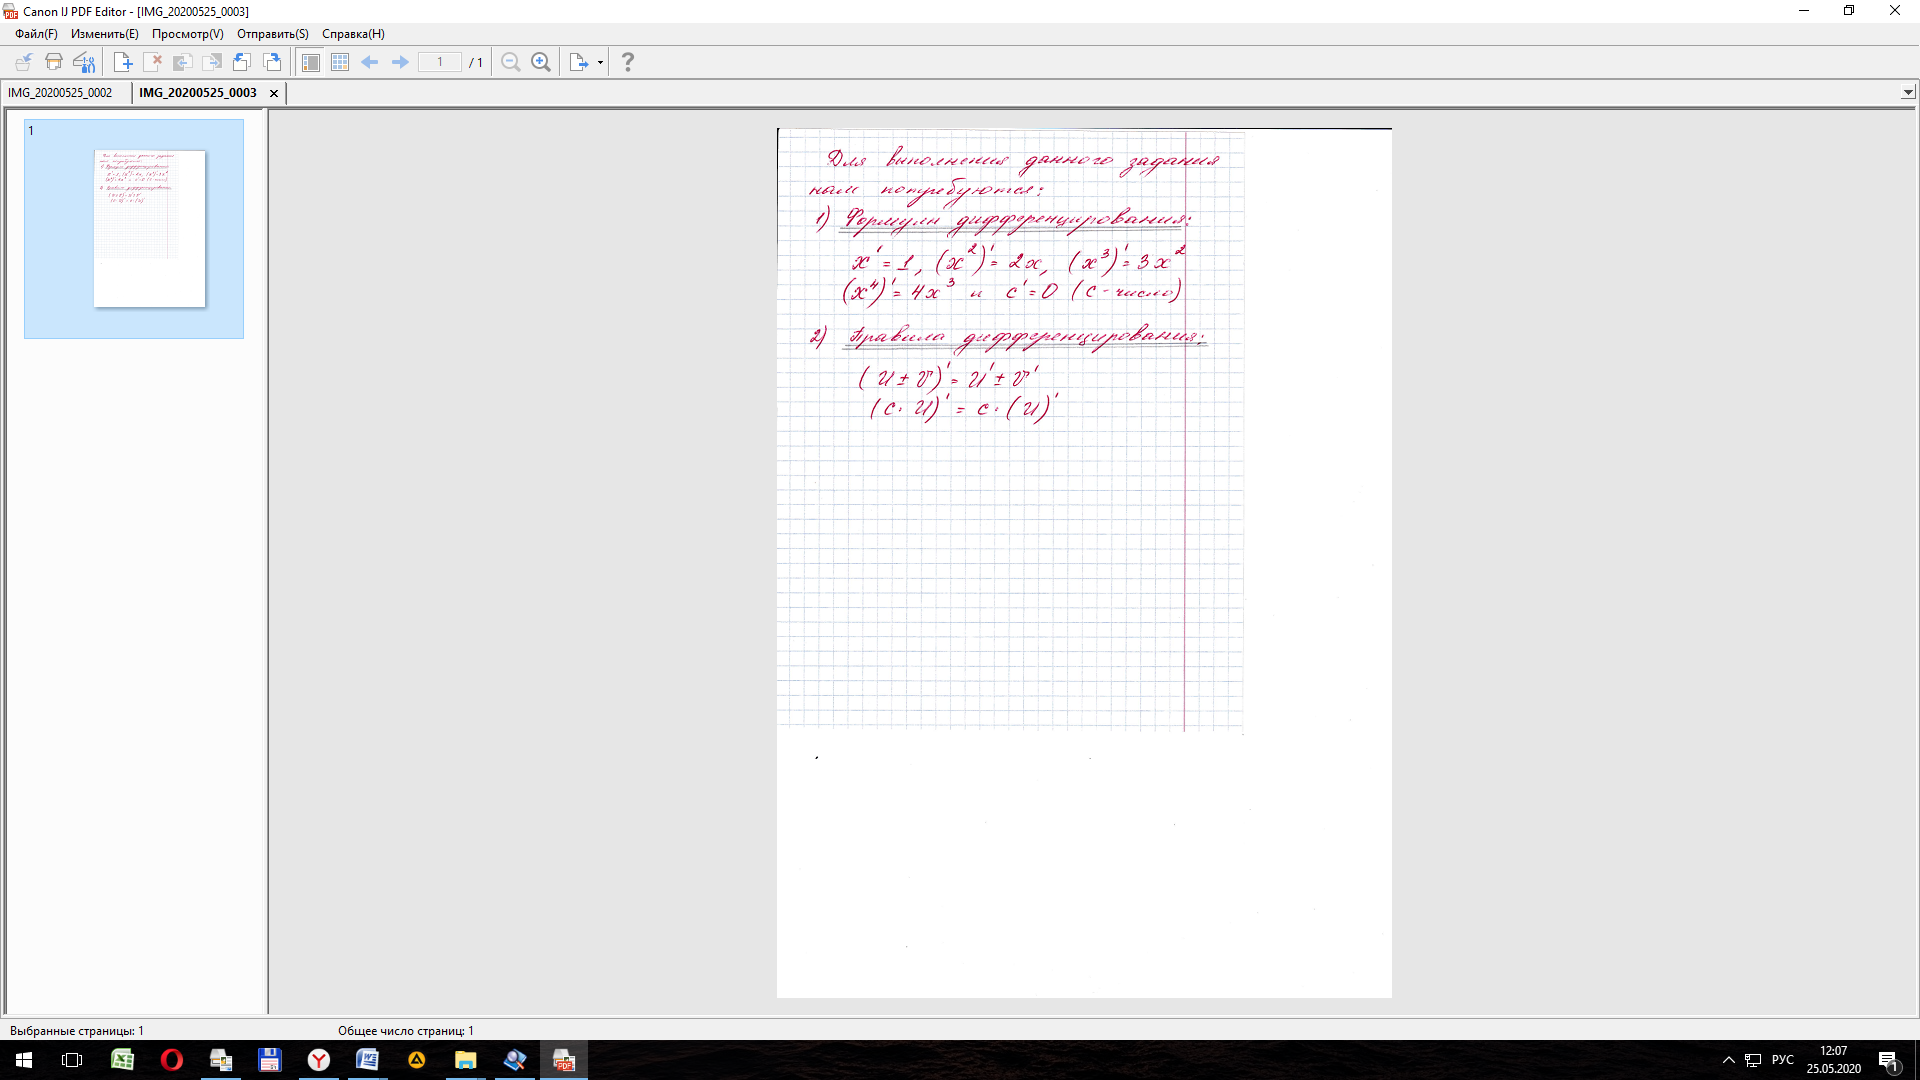 Canon IJ PDF Editor - [IMG_20200525_0003]
Файл(F) Изменить(E) Просмотр(V) Отправить(S) Справка(H)
1 / 1
IMG_20200525_0002 IMG_20200525_0003
1
Для выполнения данного задания
нам потребуются:
1) Формулы дифференцирования:
x' = 1, (x²)' = 2x, (x³)' = 3x²
(x⁴)' = 4x³ и c' = 0 (c - число)
2) Правила дифференцирования:
(u ± v)' = u' ± v'
(c · u)' = c · (u)'
Выбранные страницы: 1 Общее число страниц: 1
РУС 12:07
25.05.2020
1